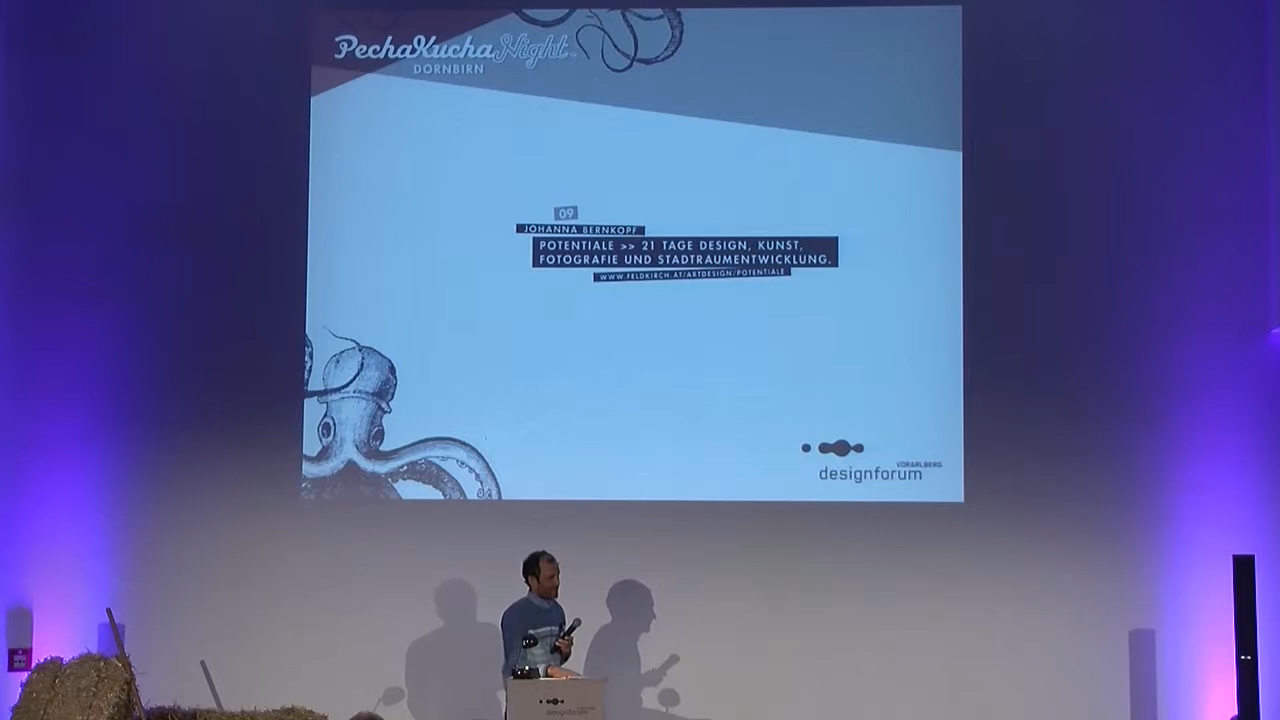 PechaKucha Night
DORNBIRN
09
JOHANNA BERNKOPF
POTENTIALE >> 21 TAGE DESIGN, KUNST,
FOTOGRAFIE UND STADTRAUMENTWICKLUNG.
WWW.FELDKIRCH.AT/ARTDESIGN/POTENTIALE
VORARLBERG
designforum
designforum